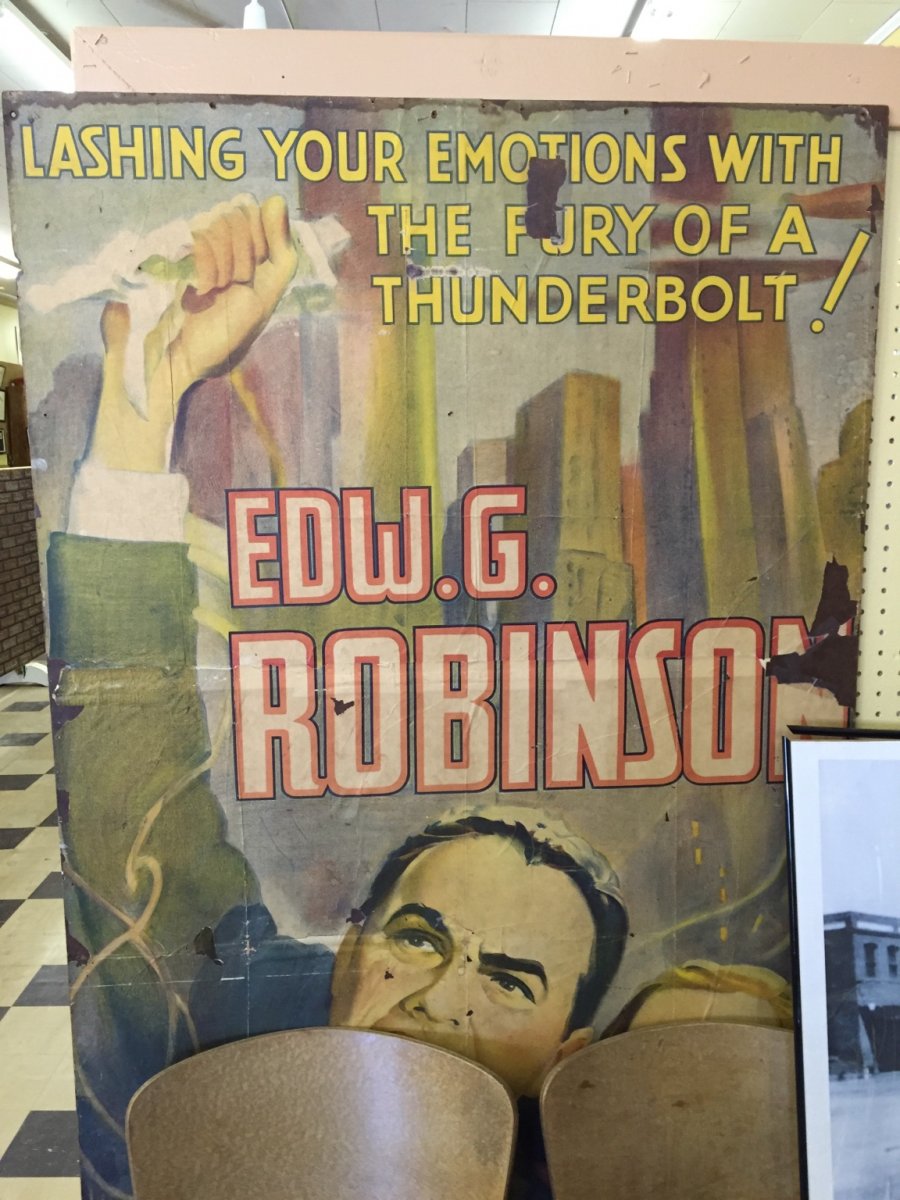 LASHING YOUR EMOTIONS WITH
THE FURY OF A
THUNDERBOLT!
EDW.G.
ROBINSON